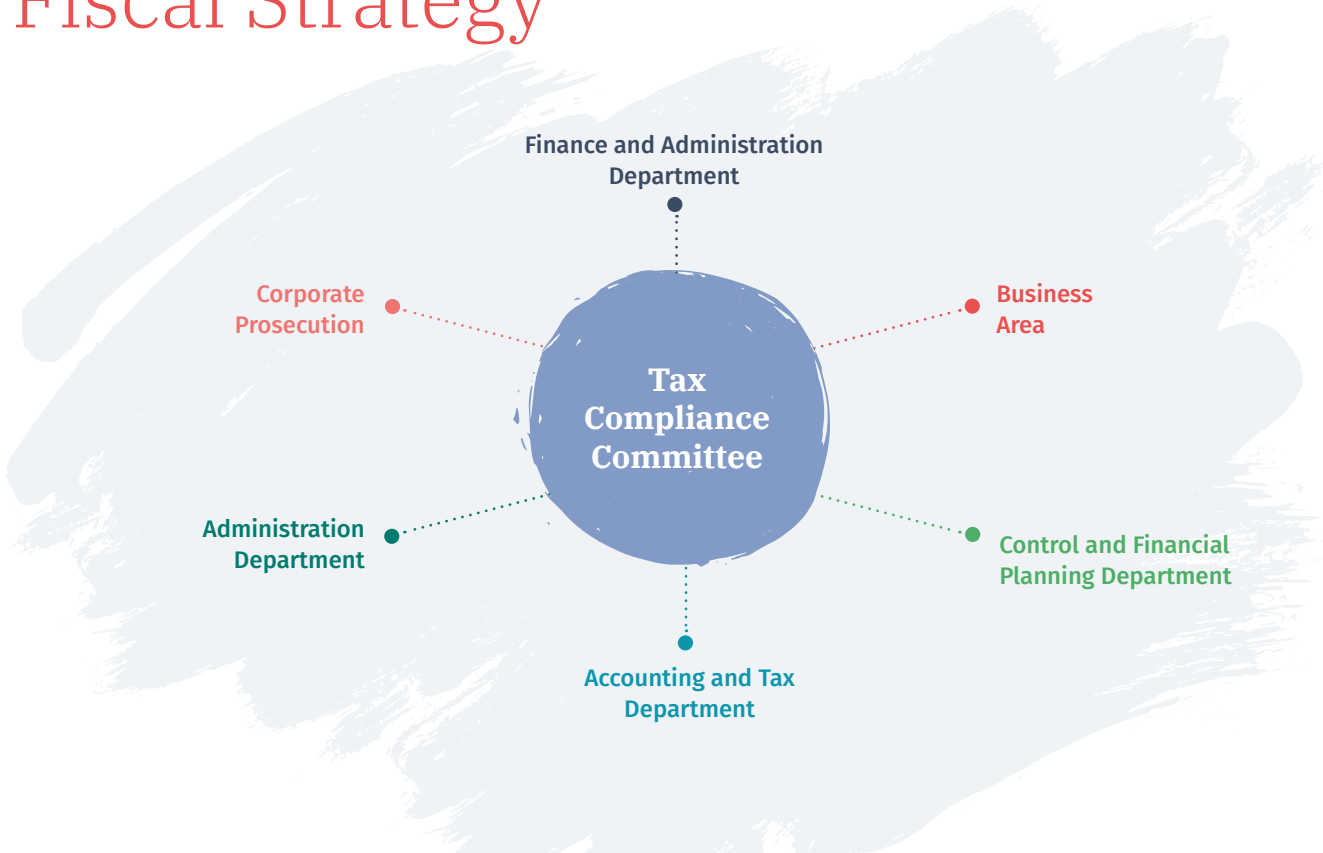 Fiscal Strategy
Finance and Administration
Department
Corporate
Prosecution
Business
Area
Tax
Compliance
Committee
Administration
Department
Control and Financial
Planning Department
Accounting and Tax
Department